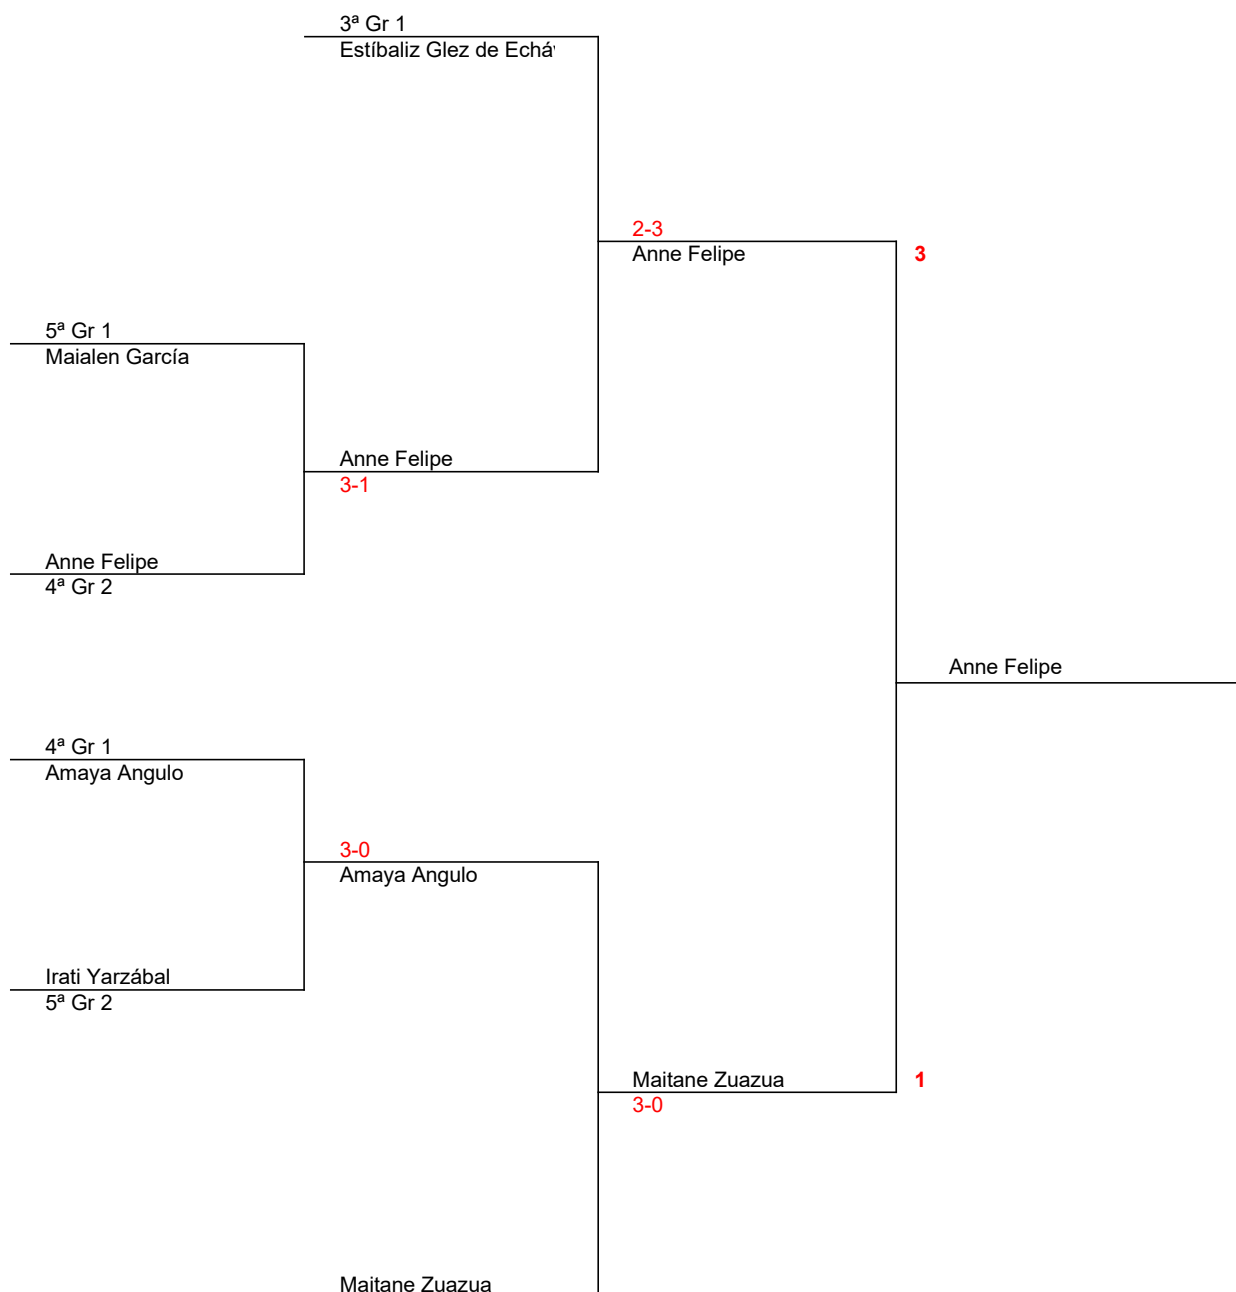 3ª Gr 1
Estíbaliz Glez de Echá
2-3
Anne Felipe
3
5ª Gr 1
Maialen García
Anne Felipe
3-1
Anne Felipe
4ª Gr 2
Anne Felipe
4ª Gr 1
Amaya Angulo
3-0
Amaya Angulo
Irati Yarzábal
5ª Gr 2
Maitane Zuazua
1
3-0
Maitane Zuazua